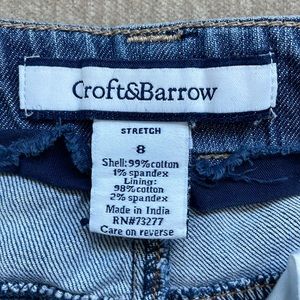 Croft&Barrow
STRETCH
8
Shell:99%cotton
1% spandex
Lining:
98%cotton
2% spandex
Made in India
RN#73277
Care on reverse